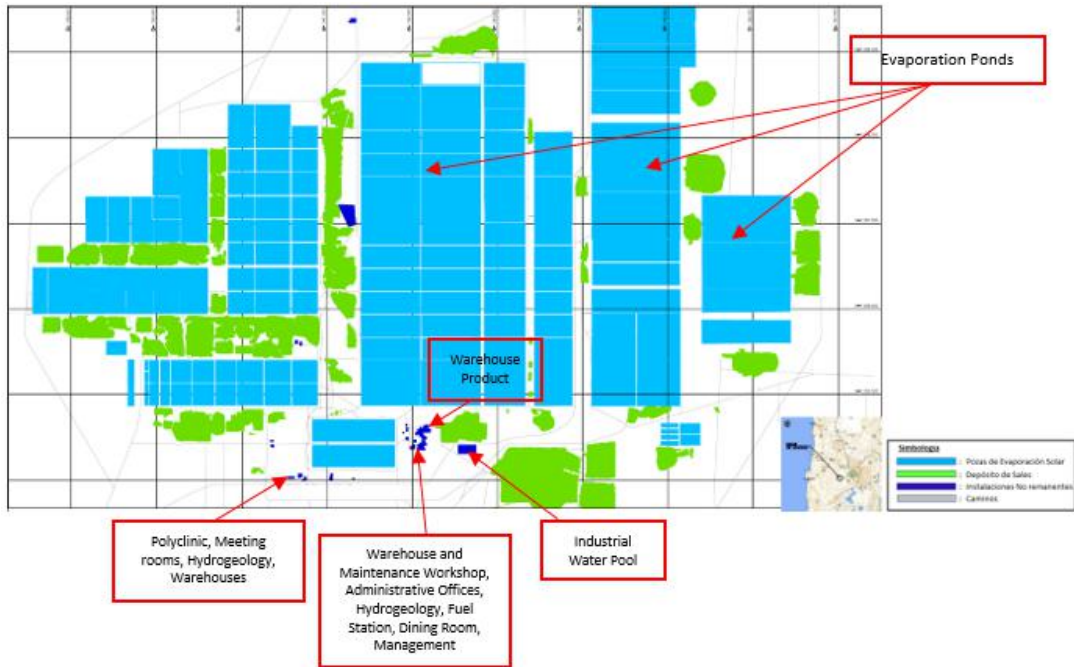 Evaporation Ponds
Warehouse
Product
Simbología
: Pozas de Evaporación Solar
: Depósito de Sales
: Instalaciones No remanentes
: Caminos
Polyclinic, Meeting
rooms, Hydrogeology,
Warehouses
Warehouse and
Maintenance Workshop,
Administrative Offices,
Hydrogeology, Fuel
Station, Dining Room,
Management
Industrial
Water Pool